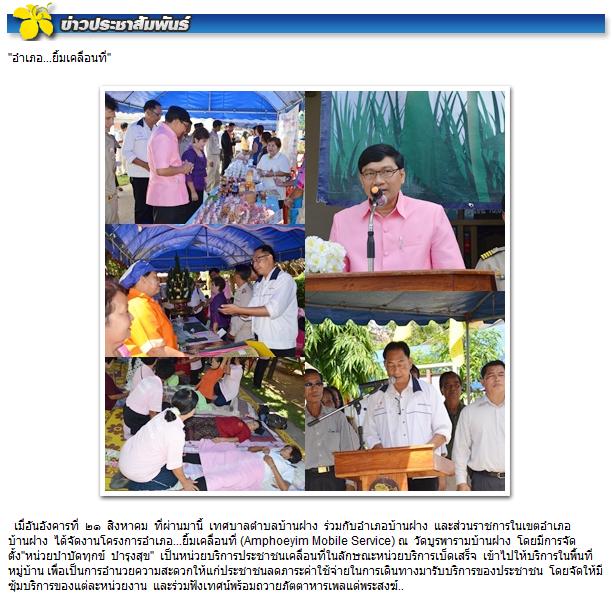 ข่าวประชาสัมพันธ์
"อำเภอ...ยิ้มเคลื่อนที่"
เมื่อวันอังคารที่ ๒๑ สิงหาคม ที่ผ่านมานี้ เทศบาลตำบลบ้านฝาง ร่วมกับอำเภอบ้านฝาง และส่วนราชการในเขตอำเภอ
บ้านฝาง ได้จัดงานโครงการอำเภอ...ยิ้มเคลื่อนที่ (Amphoeyim Mobile Service) ณ วัดบูรพารามบ้านฝาง โดยมีการจัด
ตั้ง"หน่วยบำบัดทุกข์ บำรุงสุข" เป็นหน่วยบริการประชาชนเคลื่อนที่ในลักษณะหน่วยบริการเบ็ดเสร็จ เข้าไปให้บริการในพื้นที่
หมู่บ้าน เพื่อเป็นการอำนวยความสะดวกให้แก่ประชาชนลดภาระค่าใช้จ่ายในการเดินทางมารับบริการของประชาชน โดยจัดให้มี
ซุ้มบริการของแต่ละหน่วยงาน และร่วมฟังเทศน์พร้อมถวายภัตตาหารเพลแด่พระสงฆ์..